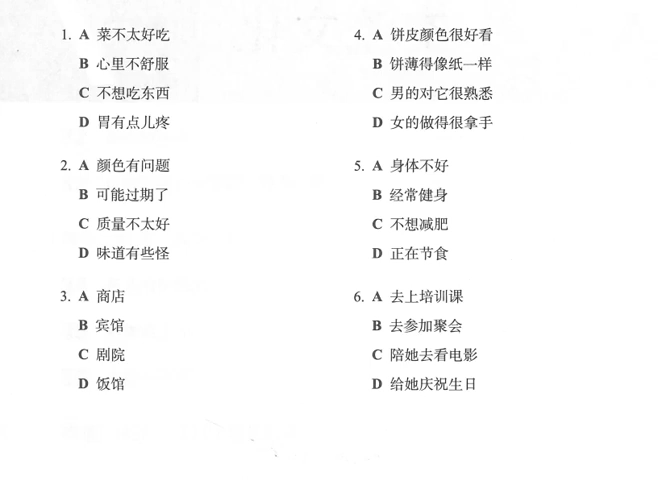 1. A 菜不太好吃
B 心里不舒服
C 不想吃东西
D 胃有点儿疼
2. A 颜色有问题
B 可能过期了
C 质量不太好
D 味道有些怪
3. A 商店
B 宾馆
C 剧院
D 饭馆
4. A 饼皮颜色很好看
B 饼薄得像纸一样
C 男的对它很熟悉
D 女的做得很拿手
5. A 身体不好
B 经常健身
C 不想减肥
D 正在节食
6. A 去上培训课
B 去参加聚会
C 陪她去看电影
D 给她庆祝生日